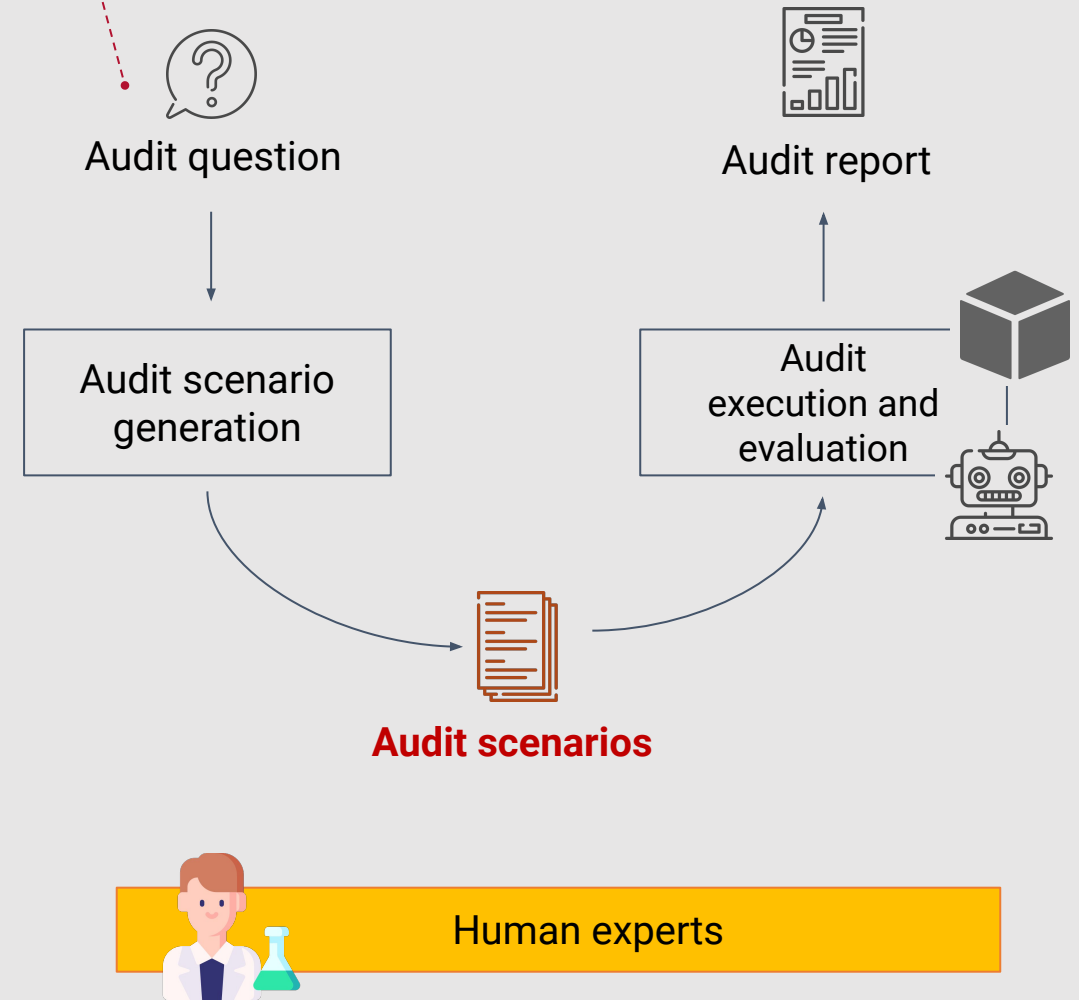 Audit question
Audit report
Audit scenario
generation
Audit
execution and
evaluation
Audit scenarios
Human experts